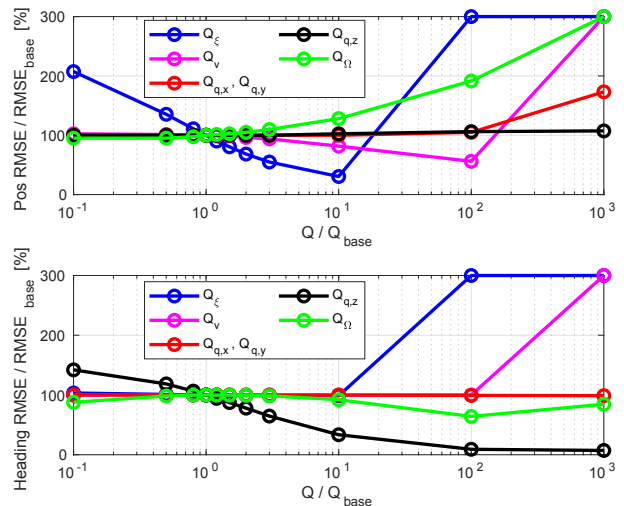 Pos RMSE / RMSE_base [%]
300
200
100
0
Q_ξ
Q_v
Q_q,x , Q_q,y
Q_q,z
Q_Ω
10^-1
10^0
10^1
10^2
10^3
Q / Q_base
Heading RMSE / RMSE_base [%]
300
200
100
0
Q_ξ
Q_v
Q_q,x , Q_q,y
Q_q,z
Q_Ω
10^-1
10^0
10^1
10^2
10^3
Q / Q_base